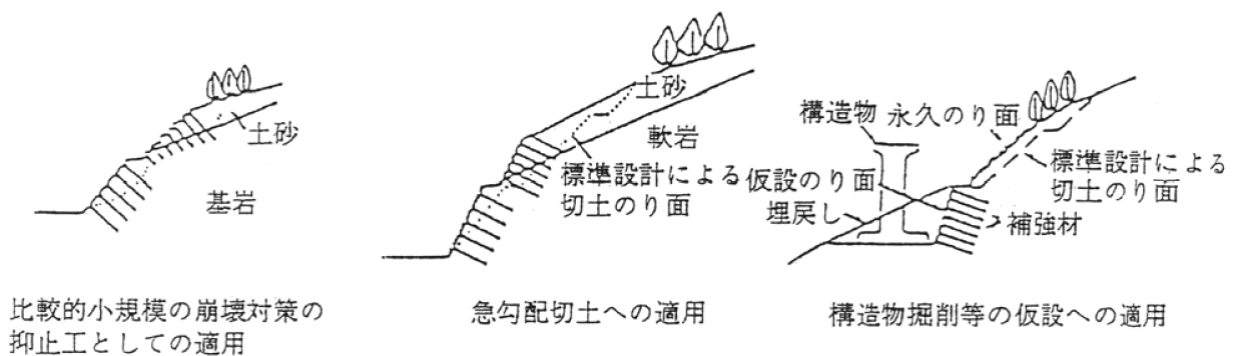 土砂
基岩
比較的小規模の崩壊対策の
抑止工としての適用
土砂
軟岩
標準設計による
切土のり面
急勾配切土への適用
構造物
永久のり面
標準設計による
切土のり面
仮設のり面
埋戻し
補強材
構造物掘削等の仮設への適用